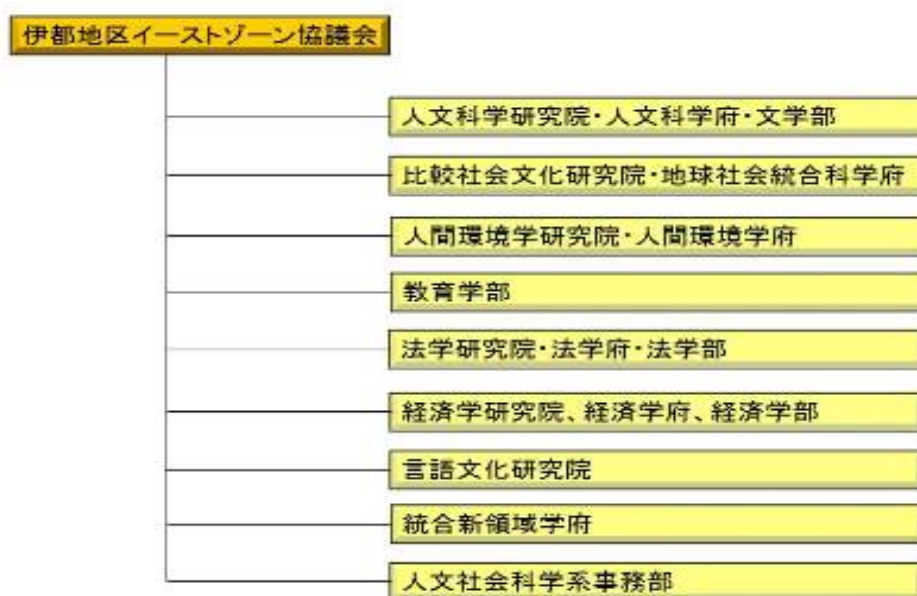 伊都地区イーストゾーン協議会
人文科学研究院・人文科学府・文学部
比較社会文化研究院・地球社会統合科学府
人間環境学研究院・人間環境学府
教育学部
法学研究院・法学府・法学部
経済学研究院、経済学府、経済学部
言語文化研究院
統合新領域学府
人文社会科学系事務部